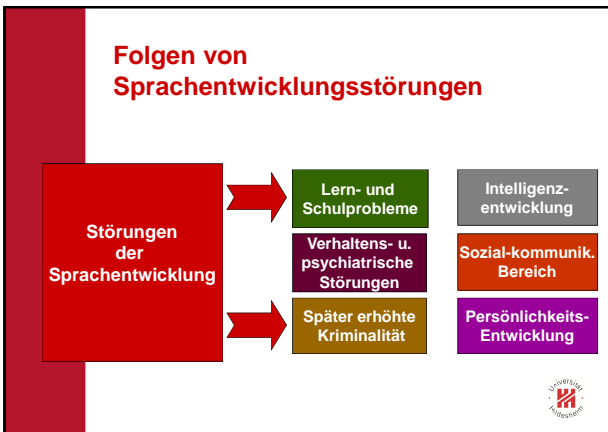 Folgen von
Sprachentwicklungsstörungen
Störungen
der
Sprachentwicklung
Lern- und
Schulprobleme
Intelligenz-
entwicklung
Verhaltens- u.
psychiatrische
Störungen
Sozial-kommunik.
Bereich
Später erhöhte
Kriminalität
Persönlichkeits-
Entwicklung
Universität
Hildesheim